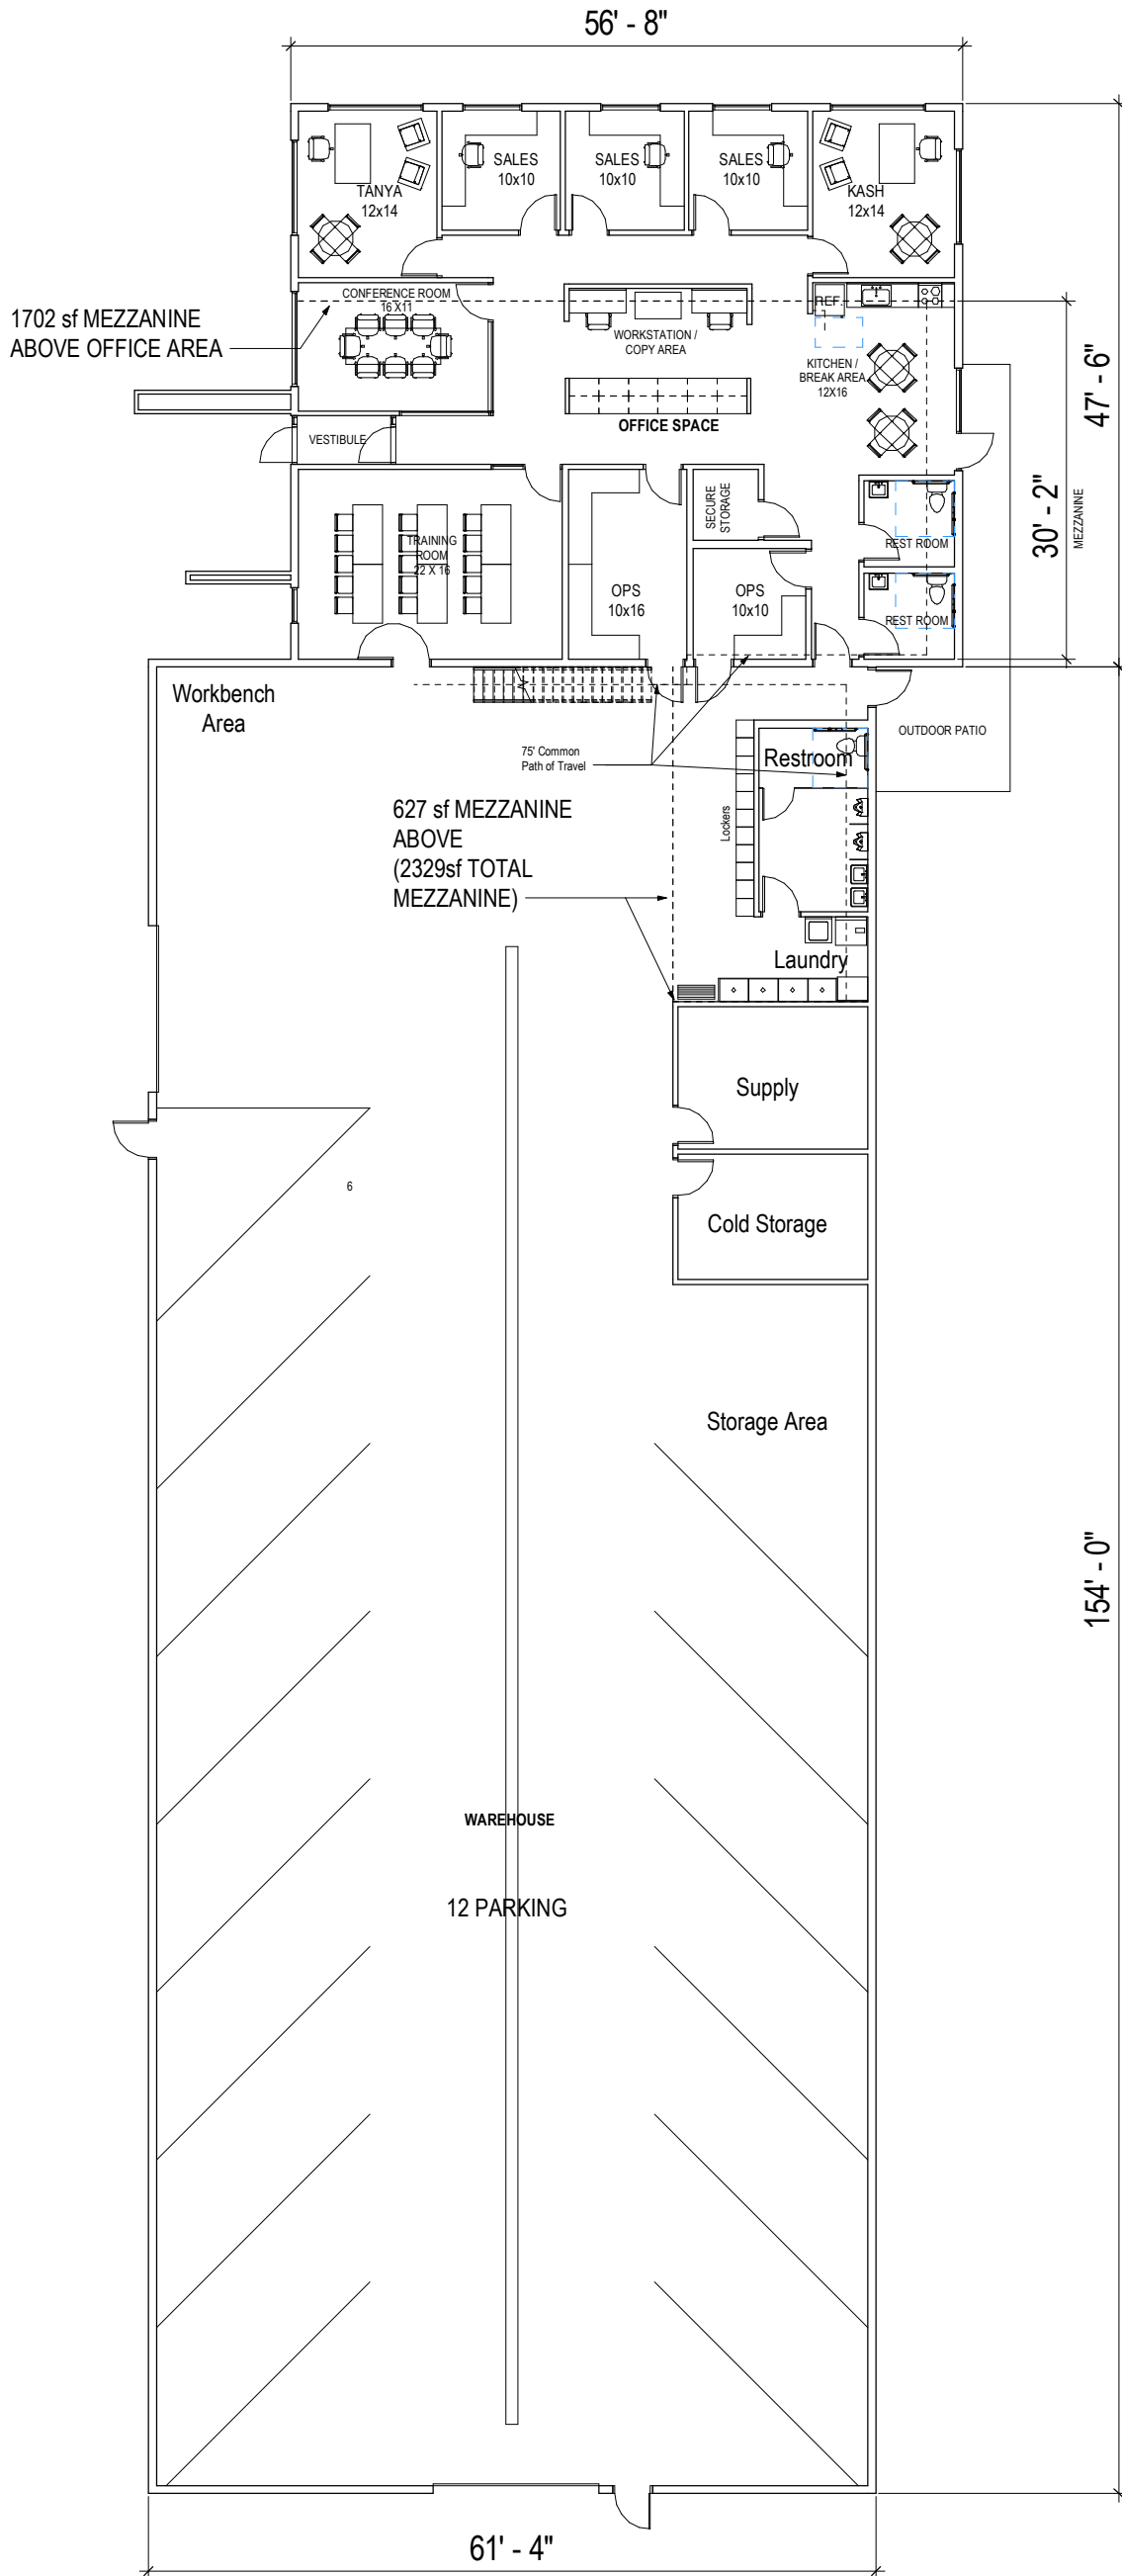 56' - 8"
SALES
10x10
SALES
10x10
SALES
10x10
TANYA
12x14
KASH
12x14
CONFERENCE ROOM
16 X11
REF.
1702 sf MEZZANINE
ABOVE OFFICE AREA
WORKSTATION /
COPY AREA
KITCHEN /
BREAK AREA
12X16
47' - 6"
OFFICE SPACE
VESTIBULE
SECURE
STORAGE
30' - 2"
MEZZANINE
TRAINING
ROOM
22 X 16
REST ROOM
OPS
10x16
OPS
10x10
REST ROOM
Workbench
Area
OUTDOOR PATIO
75' Common
Path of Travel
Restroom
627 sf MEZZANINE
ABOVE
(2329sf TOTAL
MEZZANINE)
Lockers
Laundry
Supply
6
Cold Storage
Storage Area
154' - 0"
WAREHOUSE
12 PARKING
61' - 4"